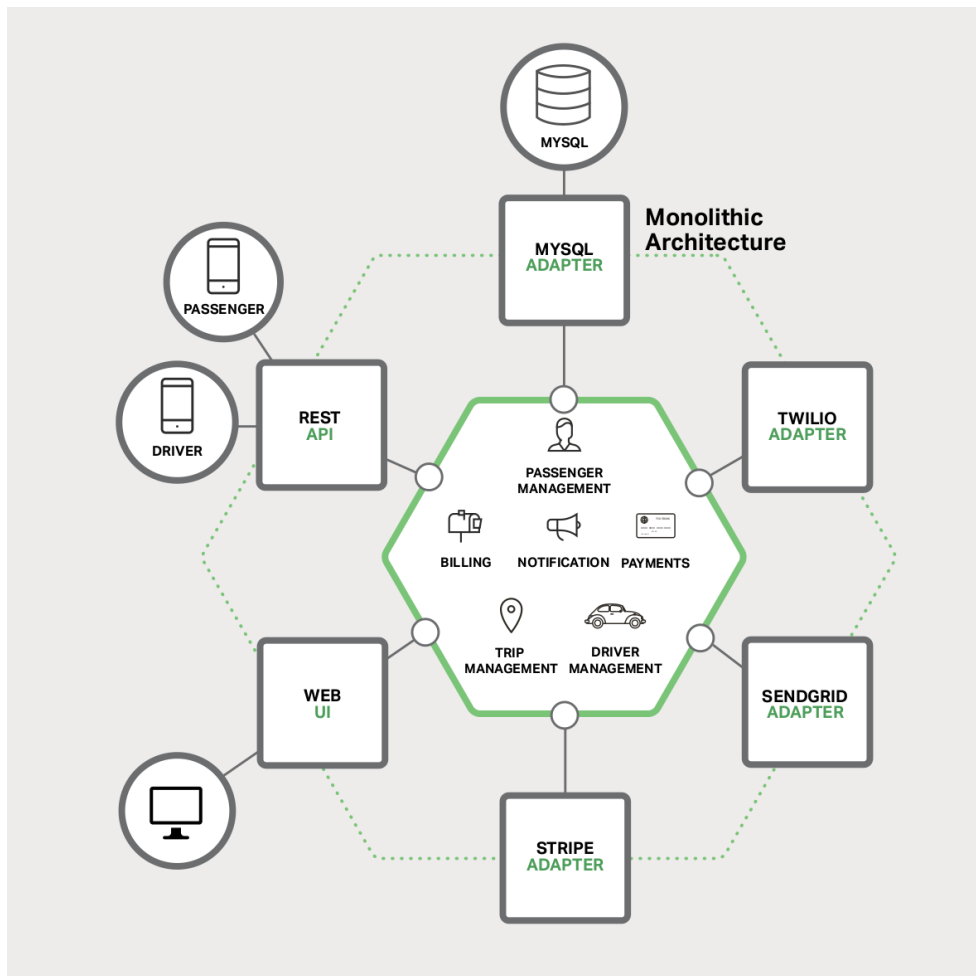 MYSQL
Monolithic
Architecture
MYSQL
ADAPTER
PASSENGER
DRIVER
REST
API
TWILIO
ADAPTER
PASSENGER
MANAGEMENT
BILLING
NOTIFICATION
PAYMENTS
TRIP
MANAGEMENT
DRIVER
MANAGEMENT
WEB
UI
SENDGRID
ADAPTER
STRIPE
ADAPTER